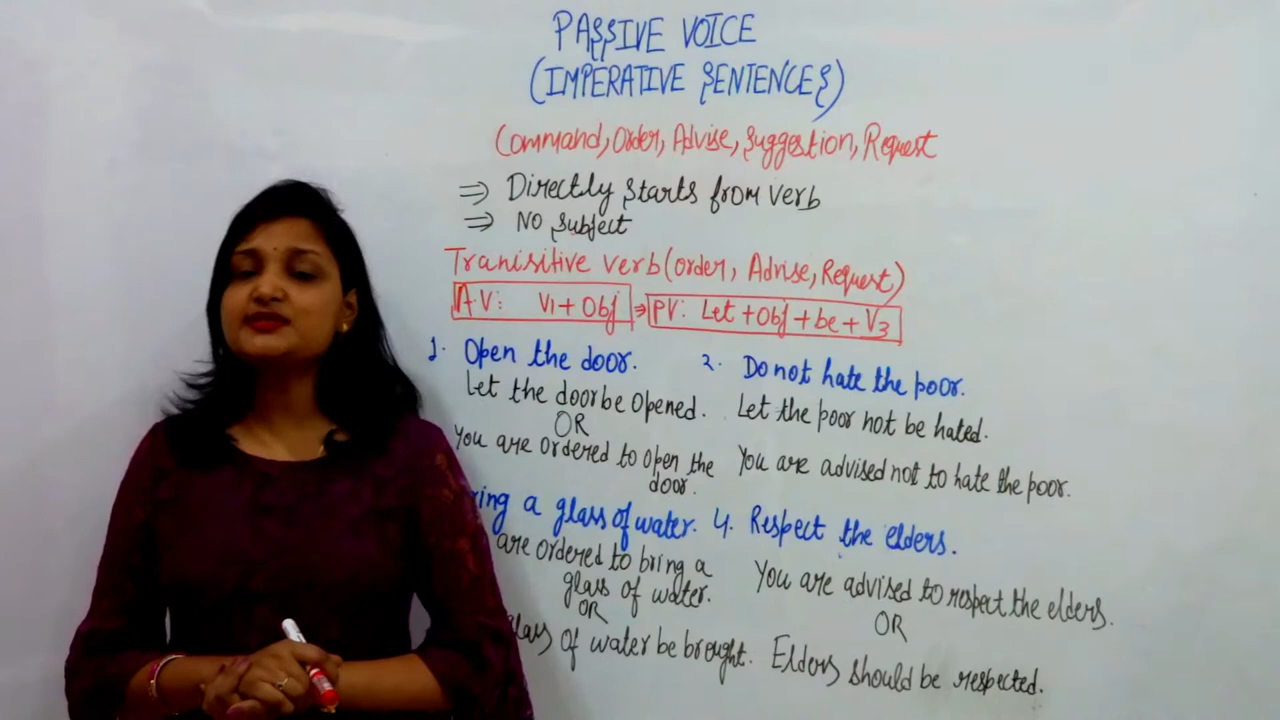 PASSIVE VOICE
(IMPERATIVE SENTENCES)
Command, Order, Advise, Suggestion, Request
⇒ Directly starts from verb
⇒ No subject
Tranisitive verb (order, Advise, Request)
A.V: V1 + Obj ⇒ PV: Let + Obj + be + V3
1. Open the door.
Let the door be opened.
OR
You are ordered to open the
door.
2. Do not hate the poor.
Let the poor not be hated.
You are advised not to hate the poor.
ring a glass of water.
are ordered to bring a
glass of water.
OR
glass of water be brought.
4. Respect the elders.
You are advised to respect the elders.
OR
Elders should be respected.